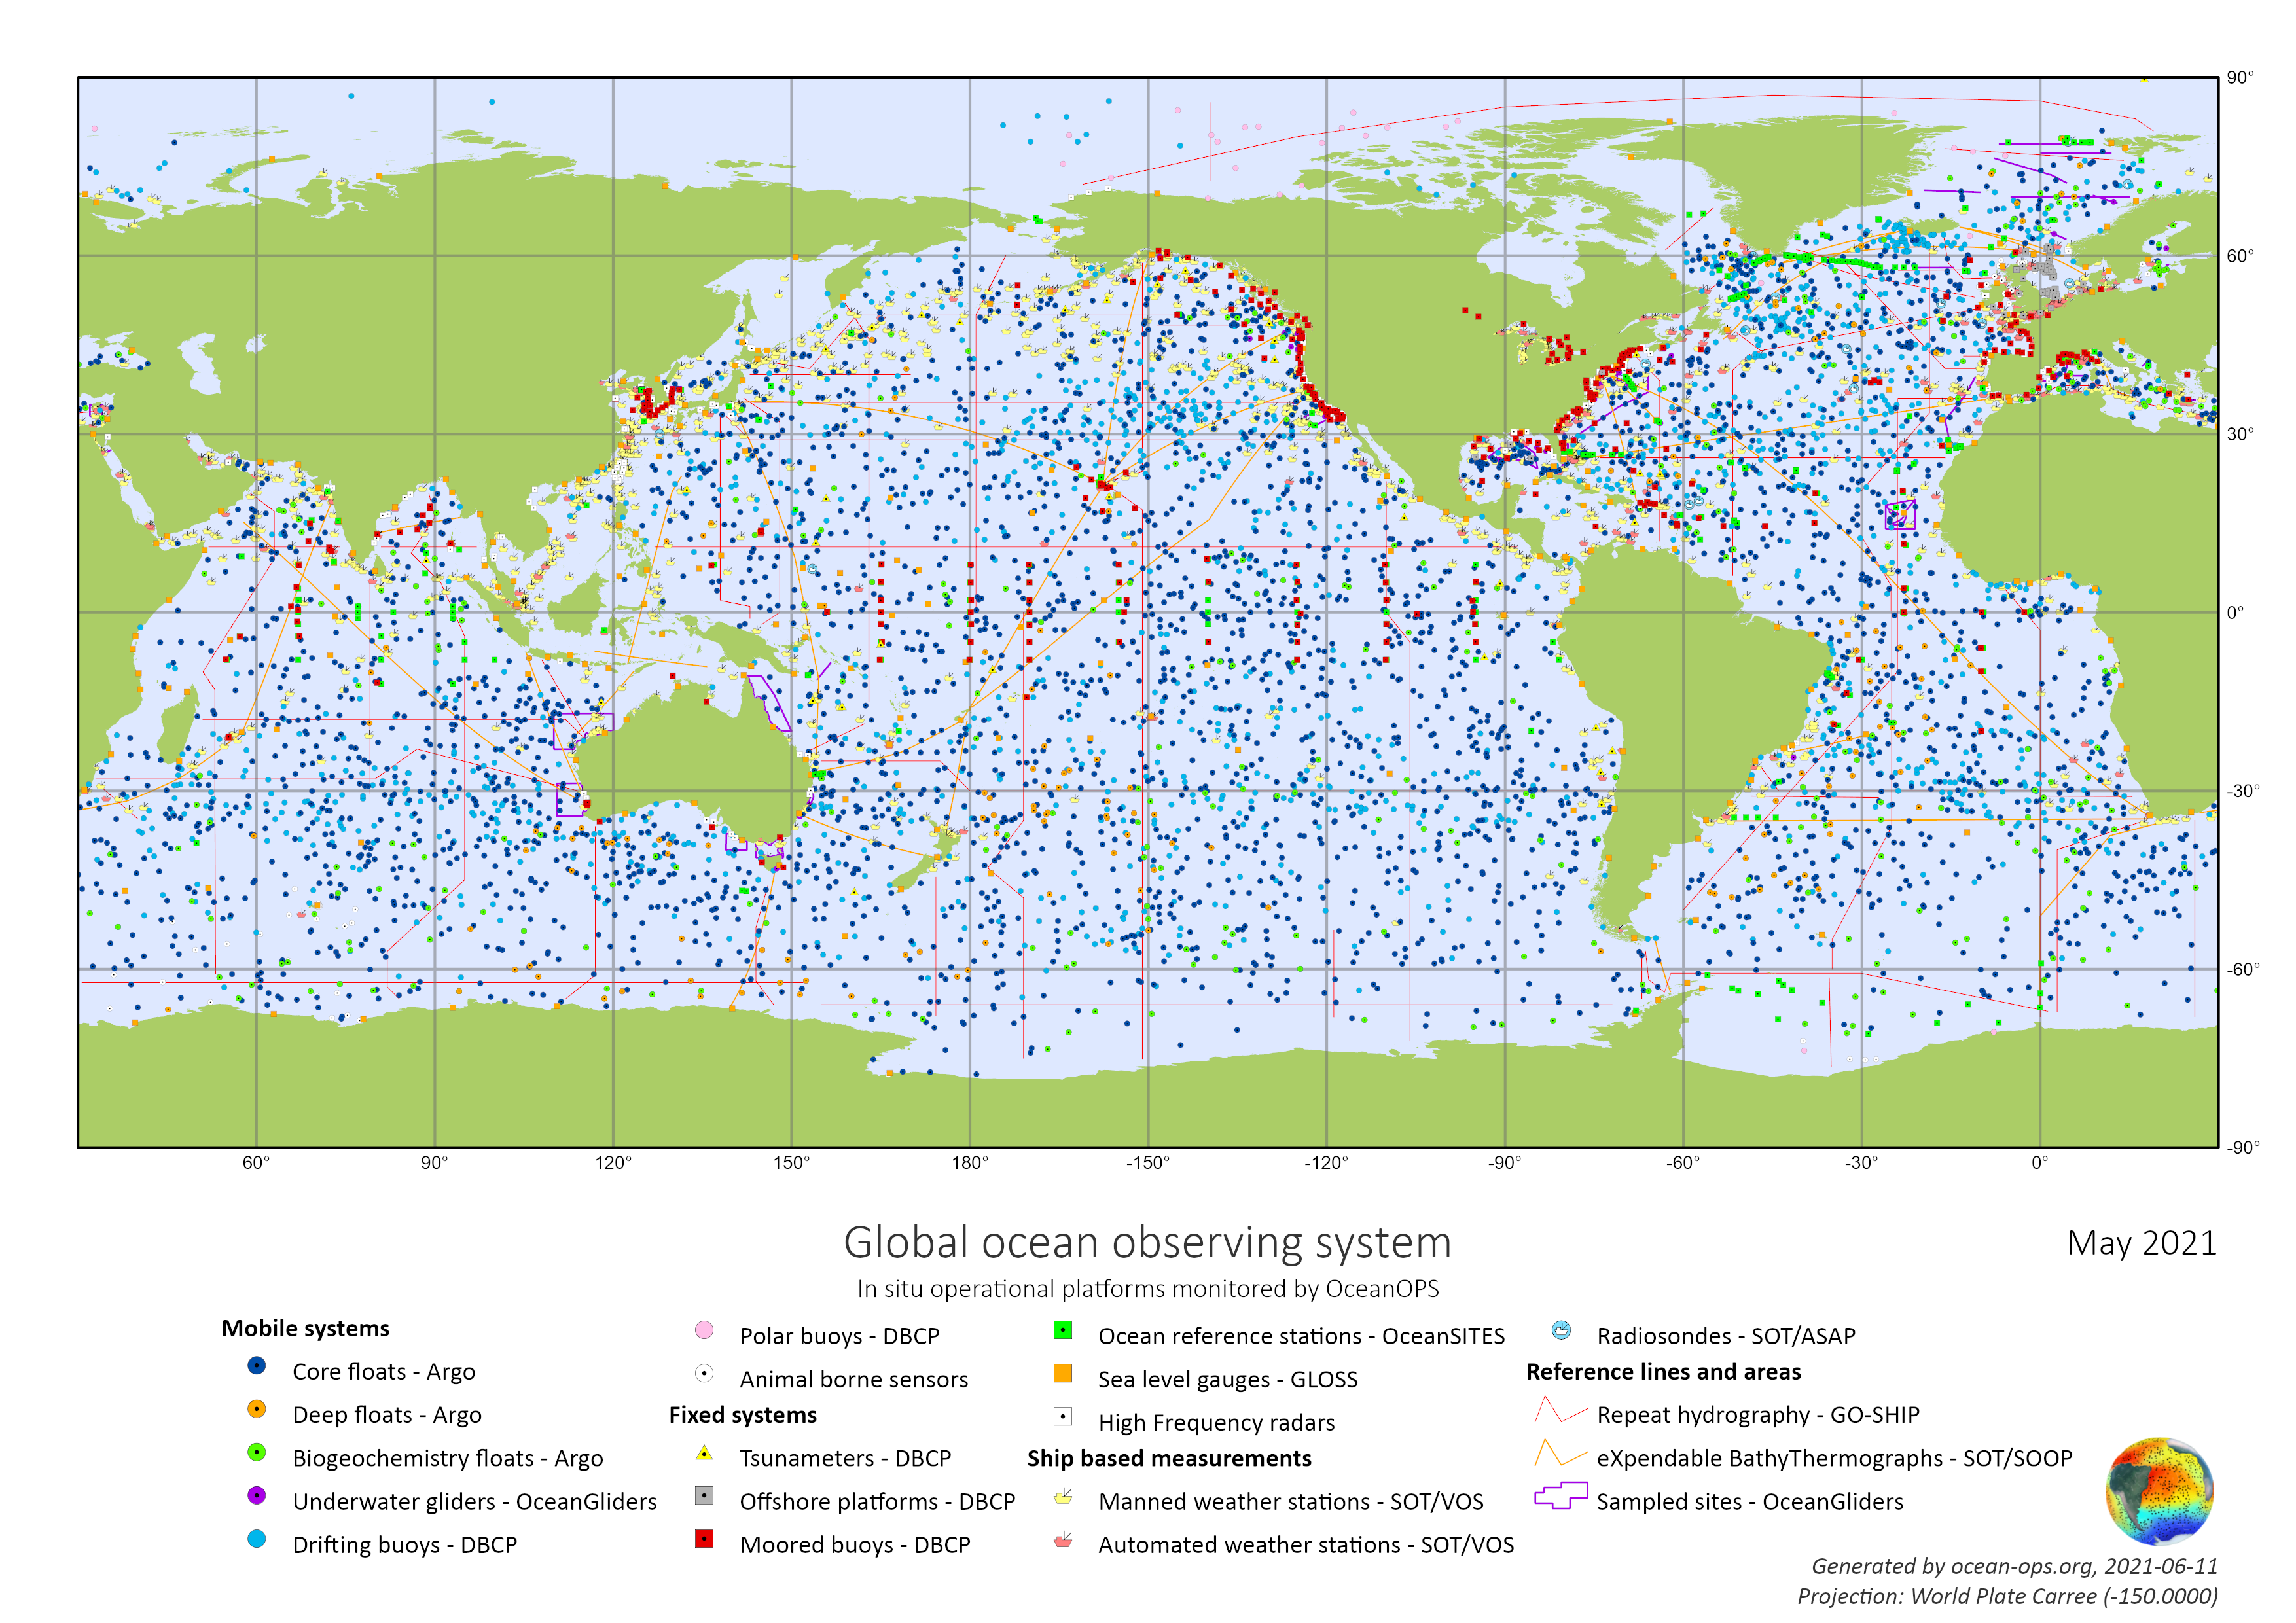 90°
60°
30°
0°
-30°
-60°
-90°
60°
90°
120°
150°
180°
-150°
-120°
-90°
-60°
-30°
0°
Global ocean observing system
May 2021
In situ operational platforms monitored by OceanOPS
Mobile systems
Core floats - Argo
Deep floats - Argo
Biogeochemistry floats - Argo
Underwater gliders - OceanGliders
Drifting buoys - DBCP
Polar buoys - DBCP
Animal borne sensors
Fixed systems
Tsunameters - DBCP
Offshore platforms - DBCP
Moored buoys - DBCP
Ocean reference stations - OceanSITES
Sea level gauges - GLOSS
High Frequency radars
Ship based measurements
Manned weather stations - SOT/VOS
Automated weather stations - SOT/VOS
Radiosondes - SOT/ASAP
Reference lines and areas
Repeat hydrography - GO-SHIP
eXpendable BathyThermographs - SOT/SOOP
Sampled sites - OceanGliders
Generated by ocean-ops.org, 2021-06-11
Projection: World Plate Carree (-150.0000)